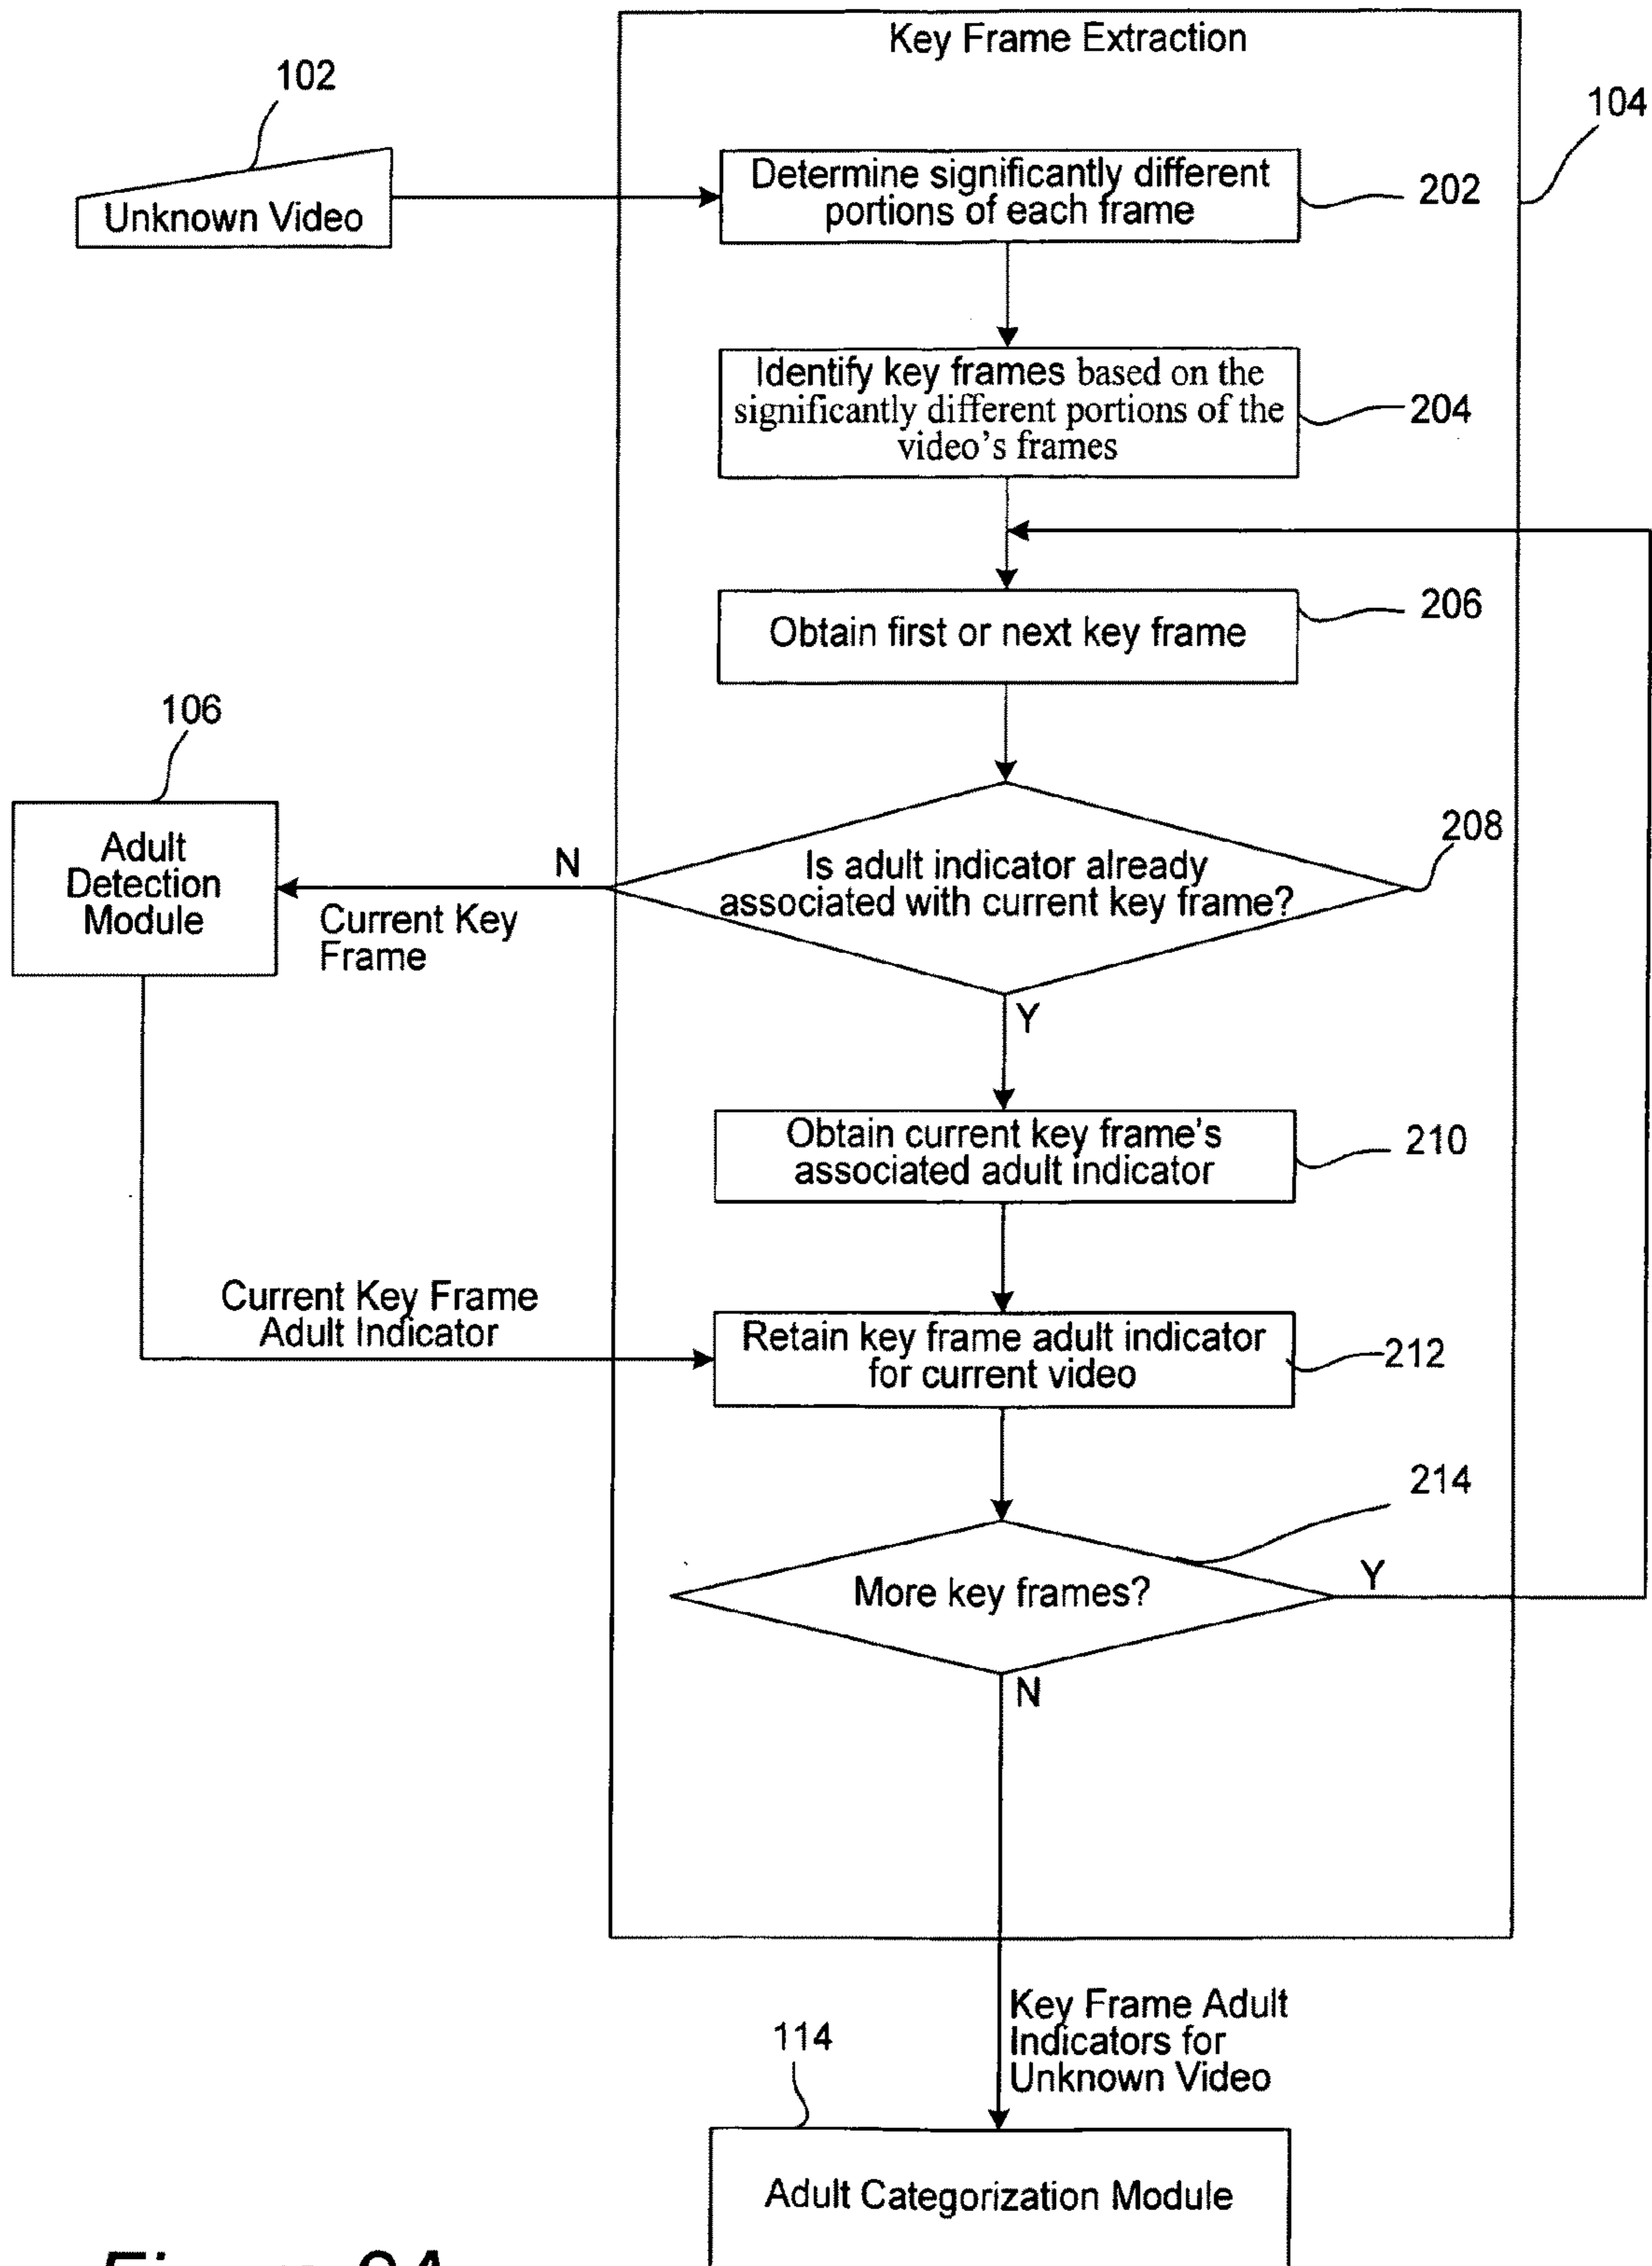 Key Frame Extraction
102
104
Unknown Video
Determine significantly different
portions of each frame
202
Identify key frames based on the
significantly different portions of the
video's frames
204
Obtain first or next key frame
206
106
Adult
Detection
Module
N
Current Key
Frame
Is adult indicator already
associated with current key frame?
208
Y
Obtain current key frame's
associated adult indicator
210
Current Key Frame
Adult Indicator
Retain key frame adult indicator
for current video
212
214
More key frames?
Y
N
Key Frame Adult
Indicators for
Unknown Video
114
Adult Categorization Module